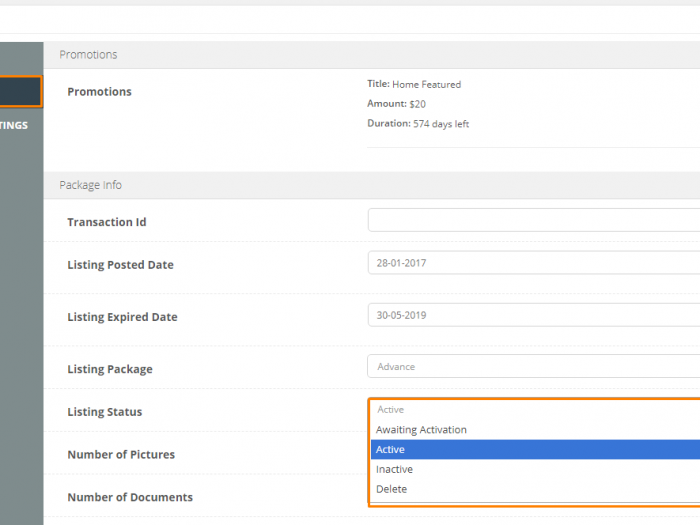 Promotions
Promotions
Title: Home Featured
Amount: $20
Duration: 574 days left
TINGS
Package Info
Transaction Id
Listing Posted Date
28-01-2017
Listing Expired Date
30-05-2019
Listing Package
Advance
Listing Status
Active
Awaiting Activation
Active
Inactive
Delete
Number of Pictures
Number of Documents